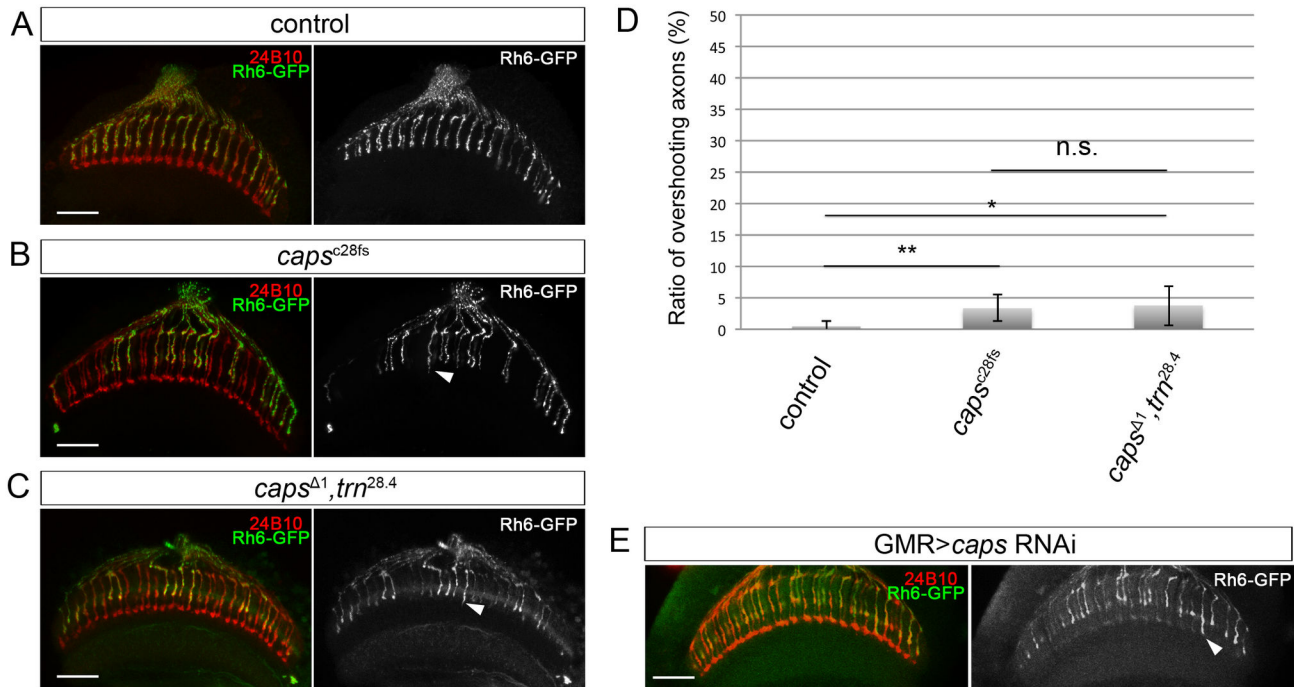 A
control
24B10
Rh6-GFP
Rh6-GFP
B
caps^c28fs
24B10
Rh6-GFP
Rh6-GFP
C
caps^Δ1,trn^28.4
24B10
Rh6-GFP
Rh6-GFP
D
Ratio of overshooting axons (%)
50
45
40
35
30
25
20
15
10
5
0
n.s.
*
**
control
caps^c28fs
caps^Δ1,trn^28.4
E
GMR>caps RNAi
24B10
Rh6-GFP
Rh6-GFP